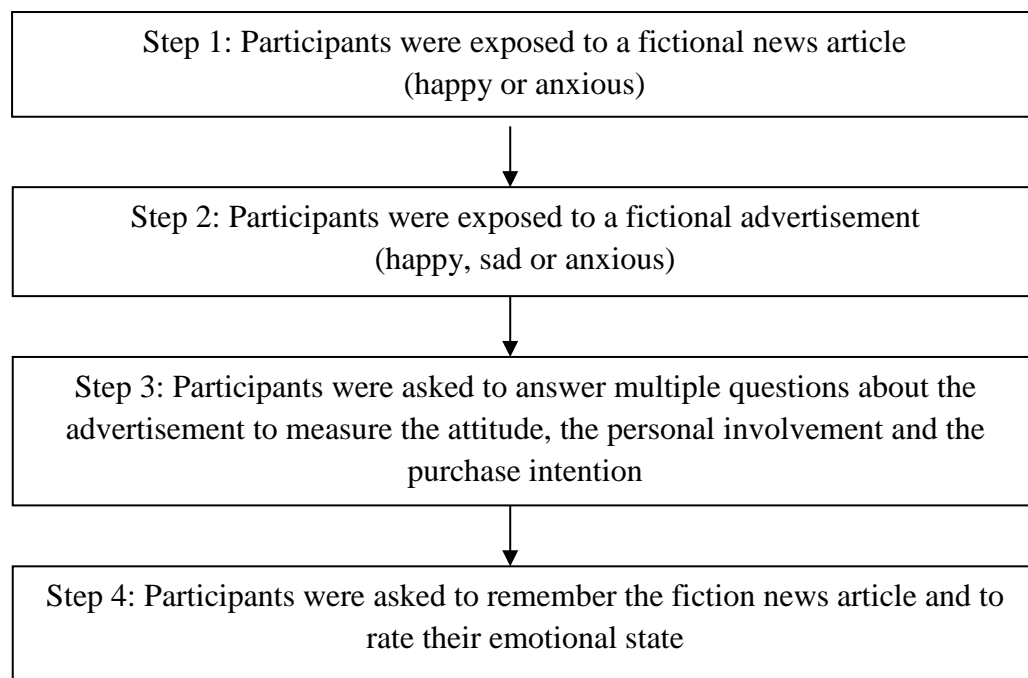 Step 1: Participants were exposed to a fictional news article
(happy or anxious)
Step 2: Participants were exposed to a fictional advertisement
(happy, sad or anxious)
Step 3: Participants were asked to answer multiple questions about the
advertisement to measure the attitude, the personal involvement and the
purchase intention
Step 4: Participants were asked to remember the fiction news article and to
rate their emotional state